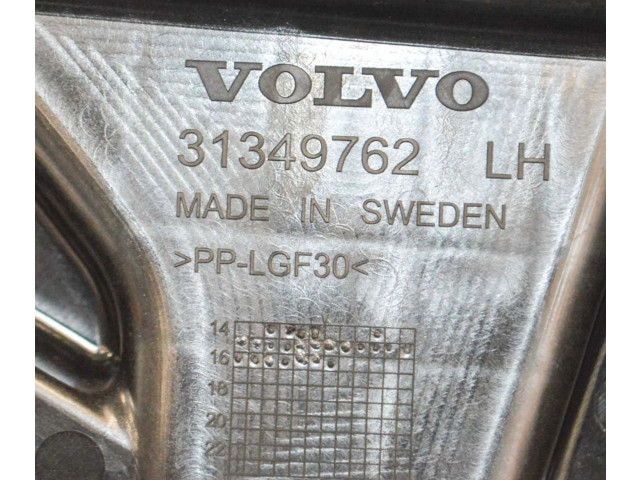 VOLVO
31349762 LH
MADE IN SWEDEN
>PP-LGF30<
14
16
18
20
22